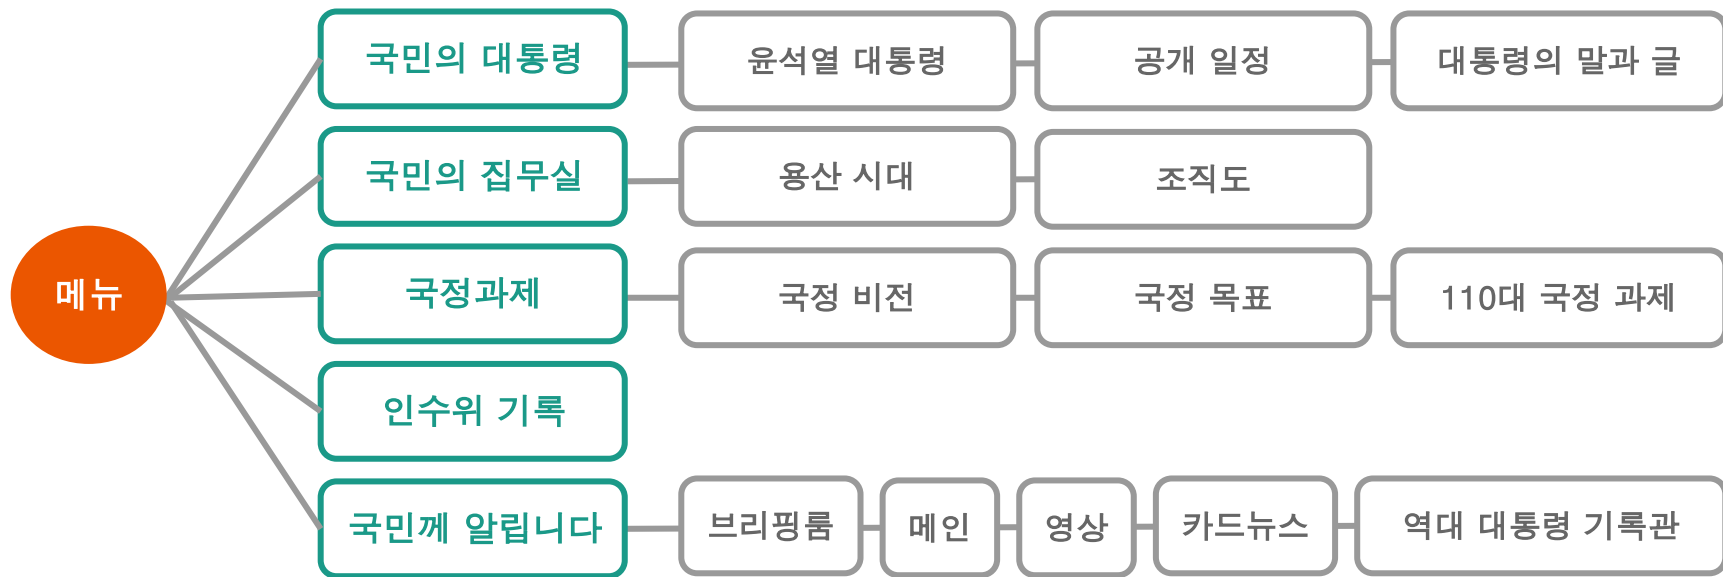 국민의 대통령
윤석열 대통령
공개 일정
대통령의 말과 글
국민의 집무실
용산 시대
조직도
메뉴
국정과제
국정 비전
국정 목표
110대 국정 과제
인수위 기록
국민께 알립니다
브리핑룸
메인
영상
카드뉴스
역대 대통령 기록관